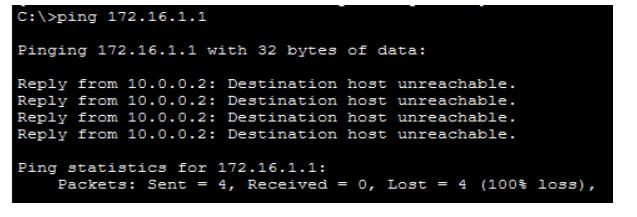 C:\>ping 172.16.1.1
Pinging 172.16.1.1 with 32 bytes of data:
Reply from 10.0.0.2: Destination host unreachable.
Reply from 10.0.0.2: Destination host unreachable.
Reply from 10.0.0.2: Destination host unreachable.
Reply from 10.0.0.2: Destination host unreachable.
Ping statistics for 172.16.1.1:
Packets: Sent = 4, Received = 0, Lost = 4 (100% loss),